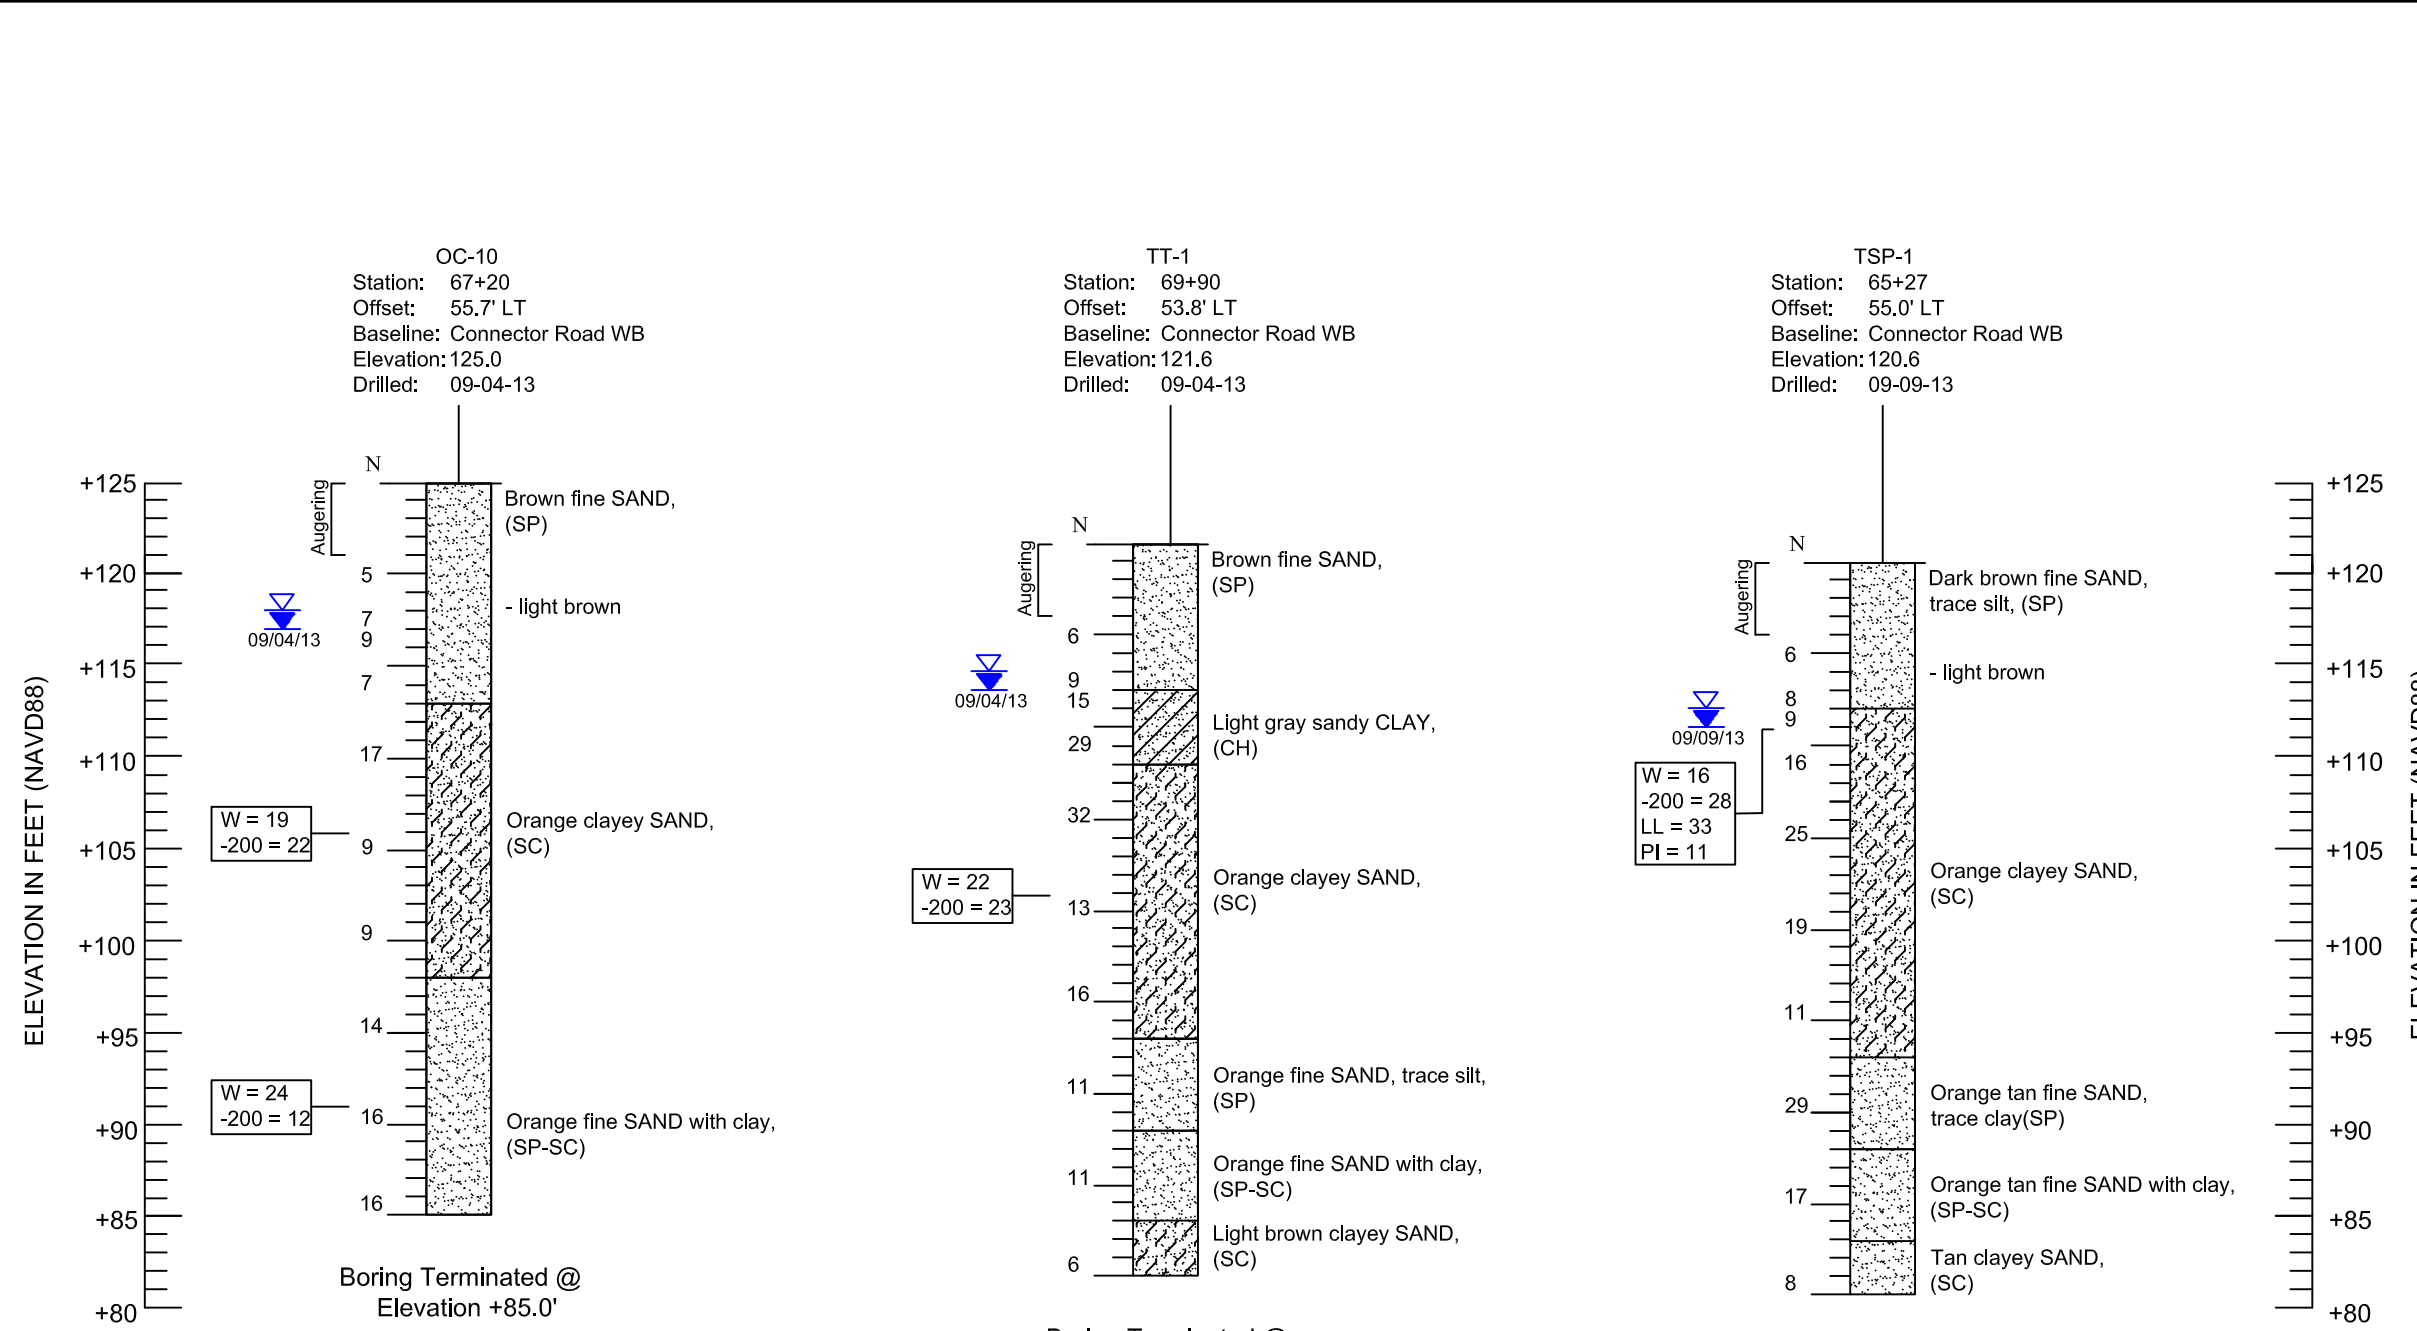 OC-10
Station: 67+20
Offset: 55.7' LT
Baseline: Connector Road WB
Elevation: 125.0
Drilled: 09-04-13
TT-1
Station: 69+90
Offset: 53.8' LT
Baseline: Connector Road WB
Elevation: 121.6
Drilled: 09-04-13
TSP-1
Station: 65+27
Offset: 55.0' LT
Baseline: Connector Road WB
Elevation: 120.6
Drilled: 09-09-13
ELEVATION IN FEET (NAVD88)
+125
+120
+115
+110
+105
+100
+95
+90
+85
+80
N
Augering
5
7
9
7
17
9
9
14
16
16
09/04/13
W = 19
-200 = 22
W = 24
-200 = 12
Brown fine SAND,
(SP)
- light brown
Orange clayey SAND,
(SC)
Orange fine SAND with clay,
(SP-SC)
Boring Terminated @
Elevation +85.0'
N
Augering
6
9
15
29
32
13
16
11
11
6
09/04/13
W = 22
-200 = 23
Brown fine SAND,
(SP)
Light gray sandy CLAY,
(CH)
Orange clayey SAND,
(SC)
Orange fine SAND, trace silt,
(SP)
Orange fine SAND with clay,
(SP-SC)
Light brown clayey SAND,
(SC)
Boring Terminated @
N
Augering
6
8
9
16
25
19
11
29
17
8
09/09/13
W = 16
-200 = 28
LL = 33
PI = 11
Dark brown fine SAND,
trace silt, (SP)
- light brown
Orange clayey SAND,
(SC)
Orange tan fine SAND,
trace clay(SP)
Orange tan fine SAND with clay,
(SP-SC)
Tan clayey SAND,
(SC)
+125
+120
+115
+110
+105
+100
+95
+90
+85
+80
ELEVATION IN FEET (NAVD88)